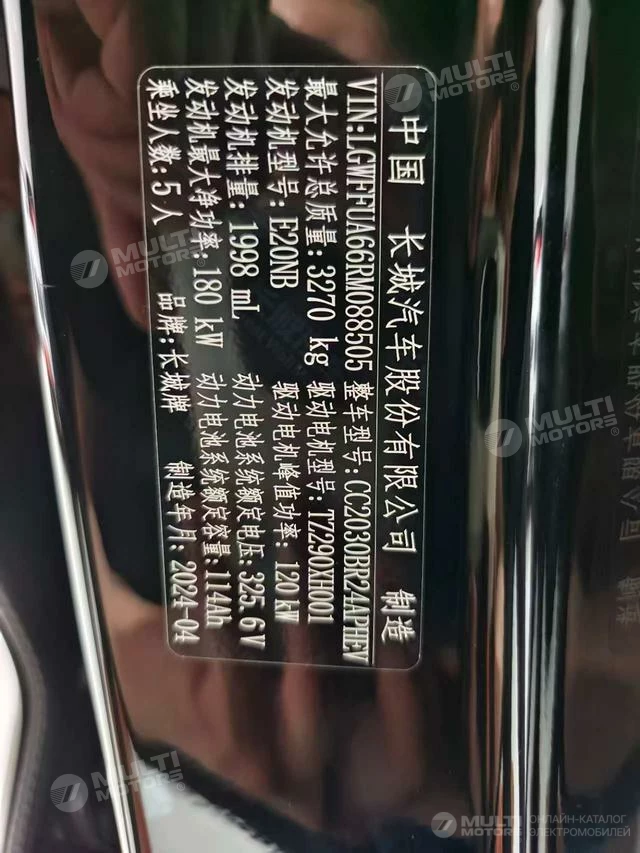 中国 长城汽车股份有限公司 制造
VIN:LGWFFUA66RM088505 整车型号:CC2030BR24APHEV
最大允许总质量:3270 kg 驱动电机型号:TZ290XH001
发动机型号:E20NB 驱动电机峰值功率:120 kW
发动机排量:1998 mL 动力电池系统额定电压:325.6V
发动机最大净功率:180 kW 动力电池系统额定容量:114Ah
乘坐人数:5人 品牌:长城牌 制造年月:2024-04
MULTI MOTORS®
MULTI MOTORS®
MULTI MOTORS®
MULTI MOTORS®
MULTI MOTORS® ОНЛАЙН-КАТАЛОГ ЭЛЕКТРОМОБИЛЕЙ